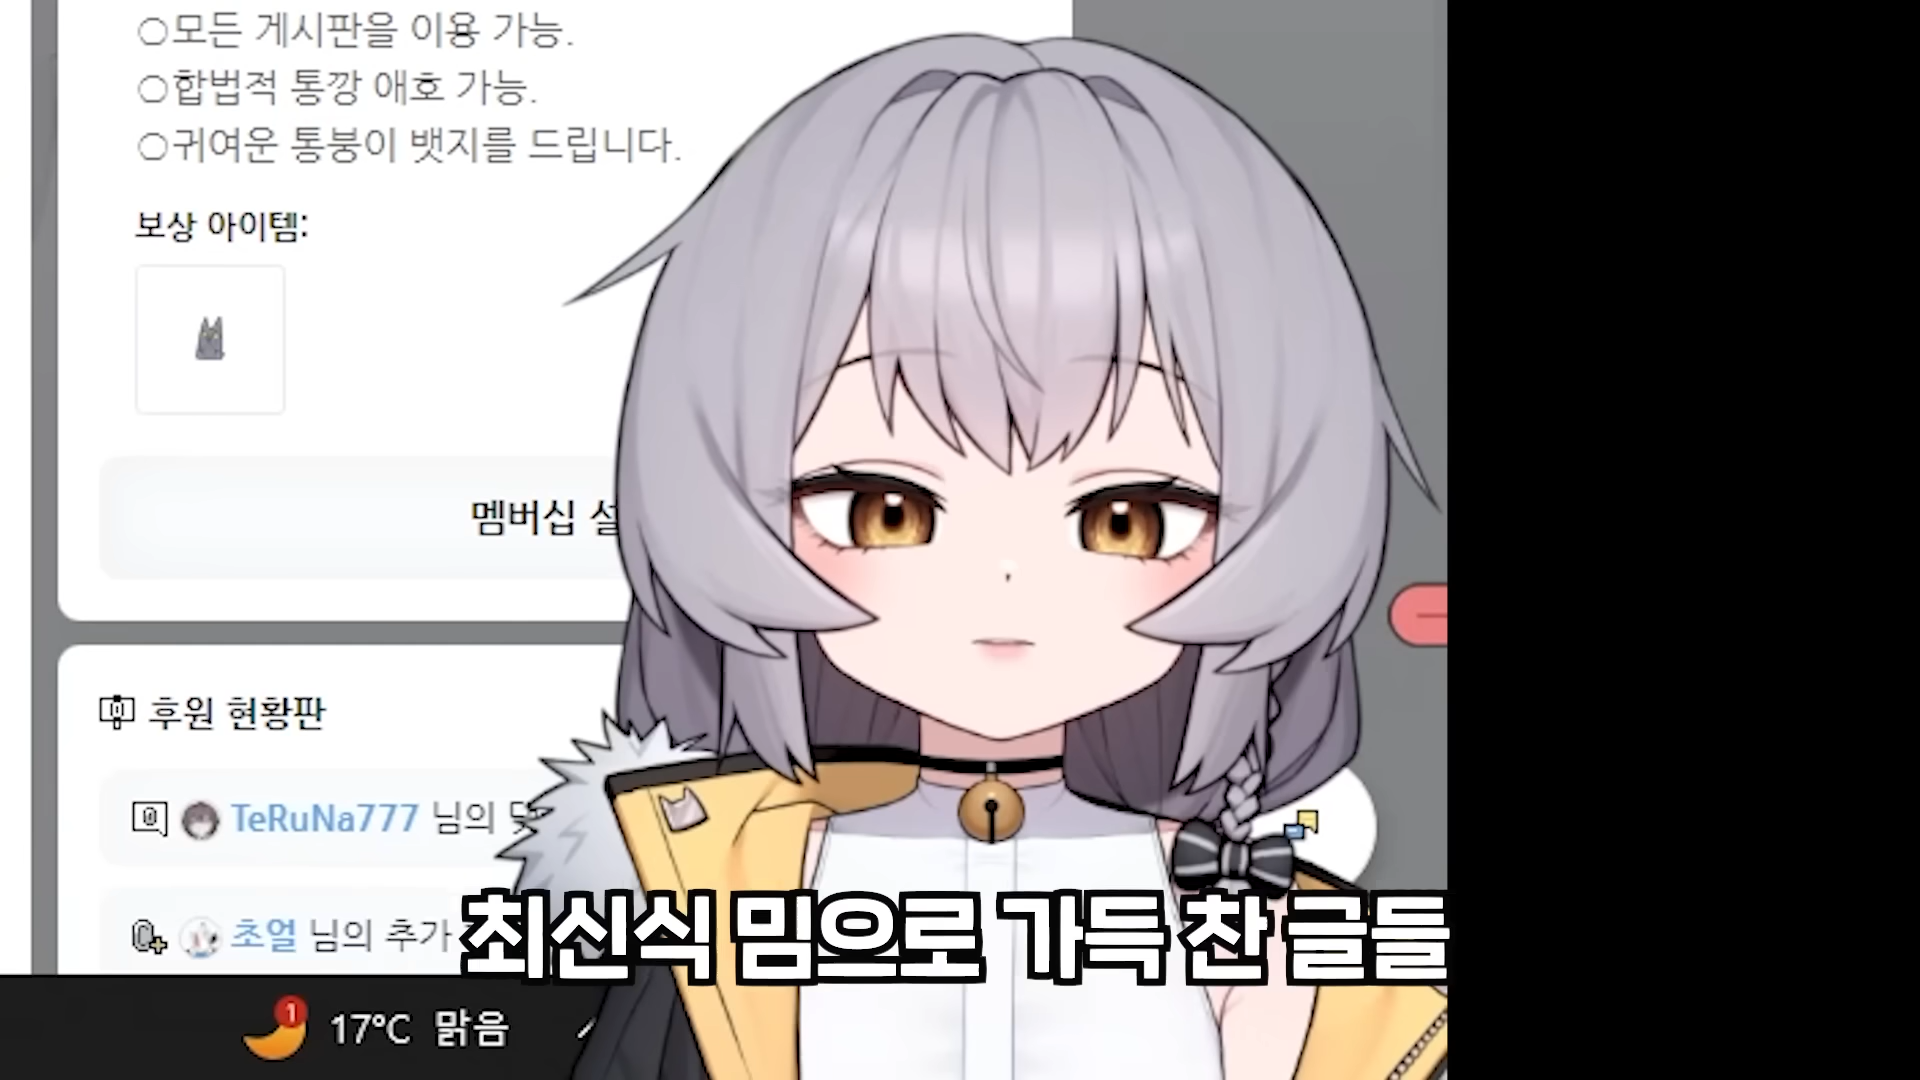 ○모든 게시판을 이용 가능.
○합법적 통깡 애호 가능.
○귀여운 통붕이 뱃지를 드립니다.
보상 아이템:
멤버십 설
후원 현황판
TeRuNa777 님의
초얼 님의 추가
최신식 밈으로 가득 찬 글들
1
17°C 맑음